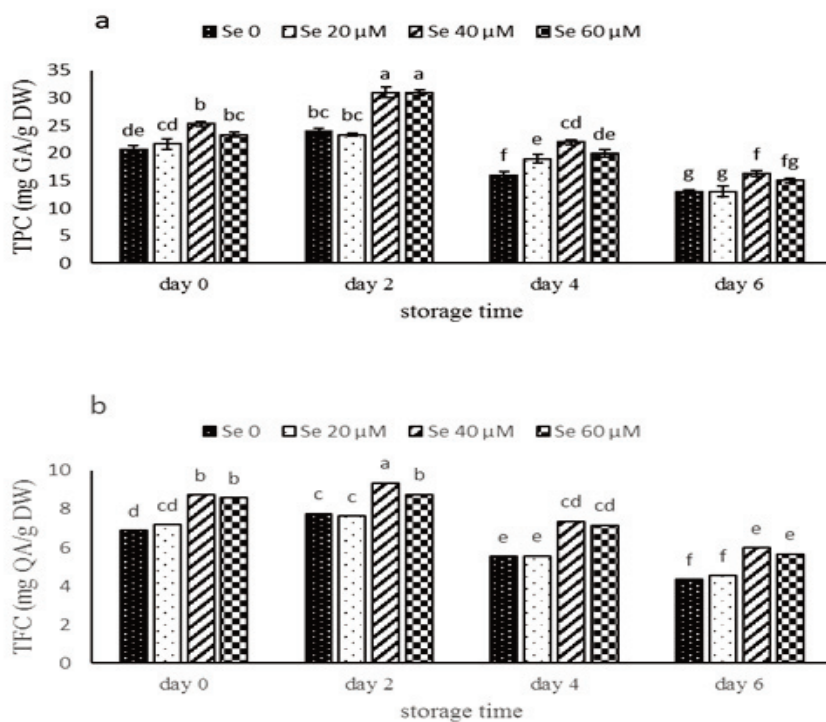 a
Se 0 Se 20 μM Se 40 μM Se 60 μM
TPC (mg GA/g DW)
35
30
25
20
15
10
5
0
de cd b bc
bc bc a a
f e cd de
g g f fg
day 0 day 2 day 4 day 6
storage time
b
Se 0 Se 20 μM Se 40 μM Se 60 μM
TFC (mg QA/g DW)
10
8
6
4
2
0
d cd b b
c c a b
e e cd cd
f f e e
day 0 day 2 day 4 day 6
storage time